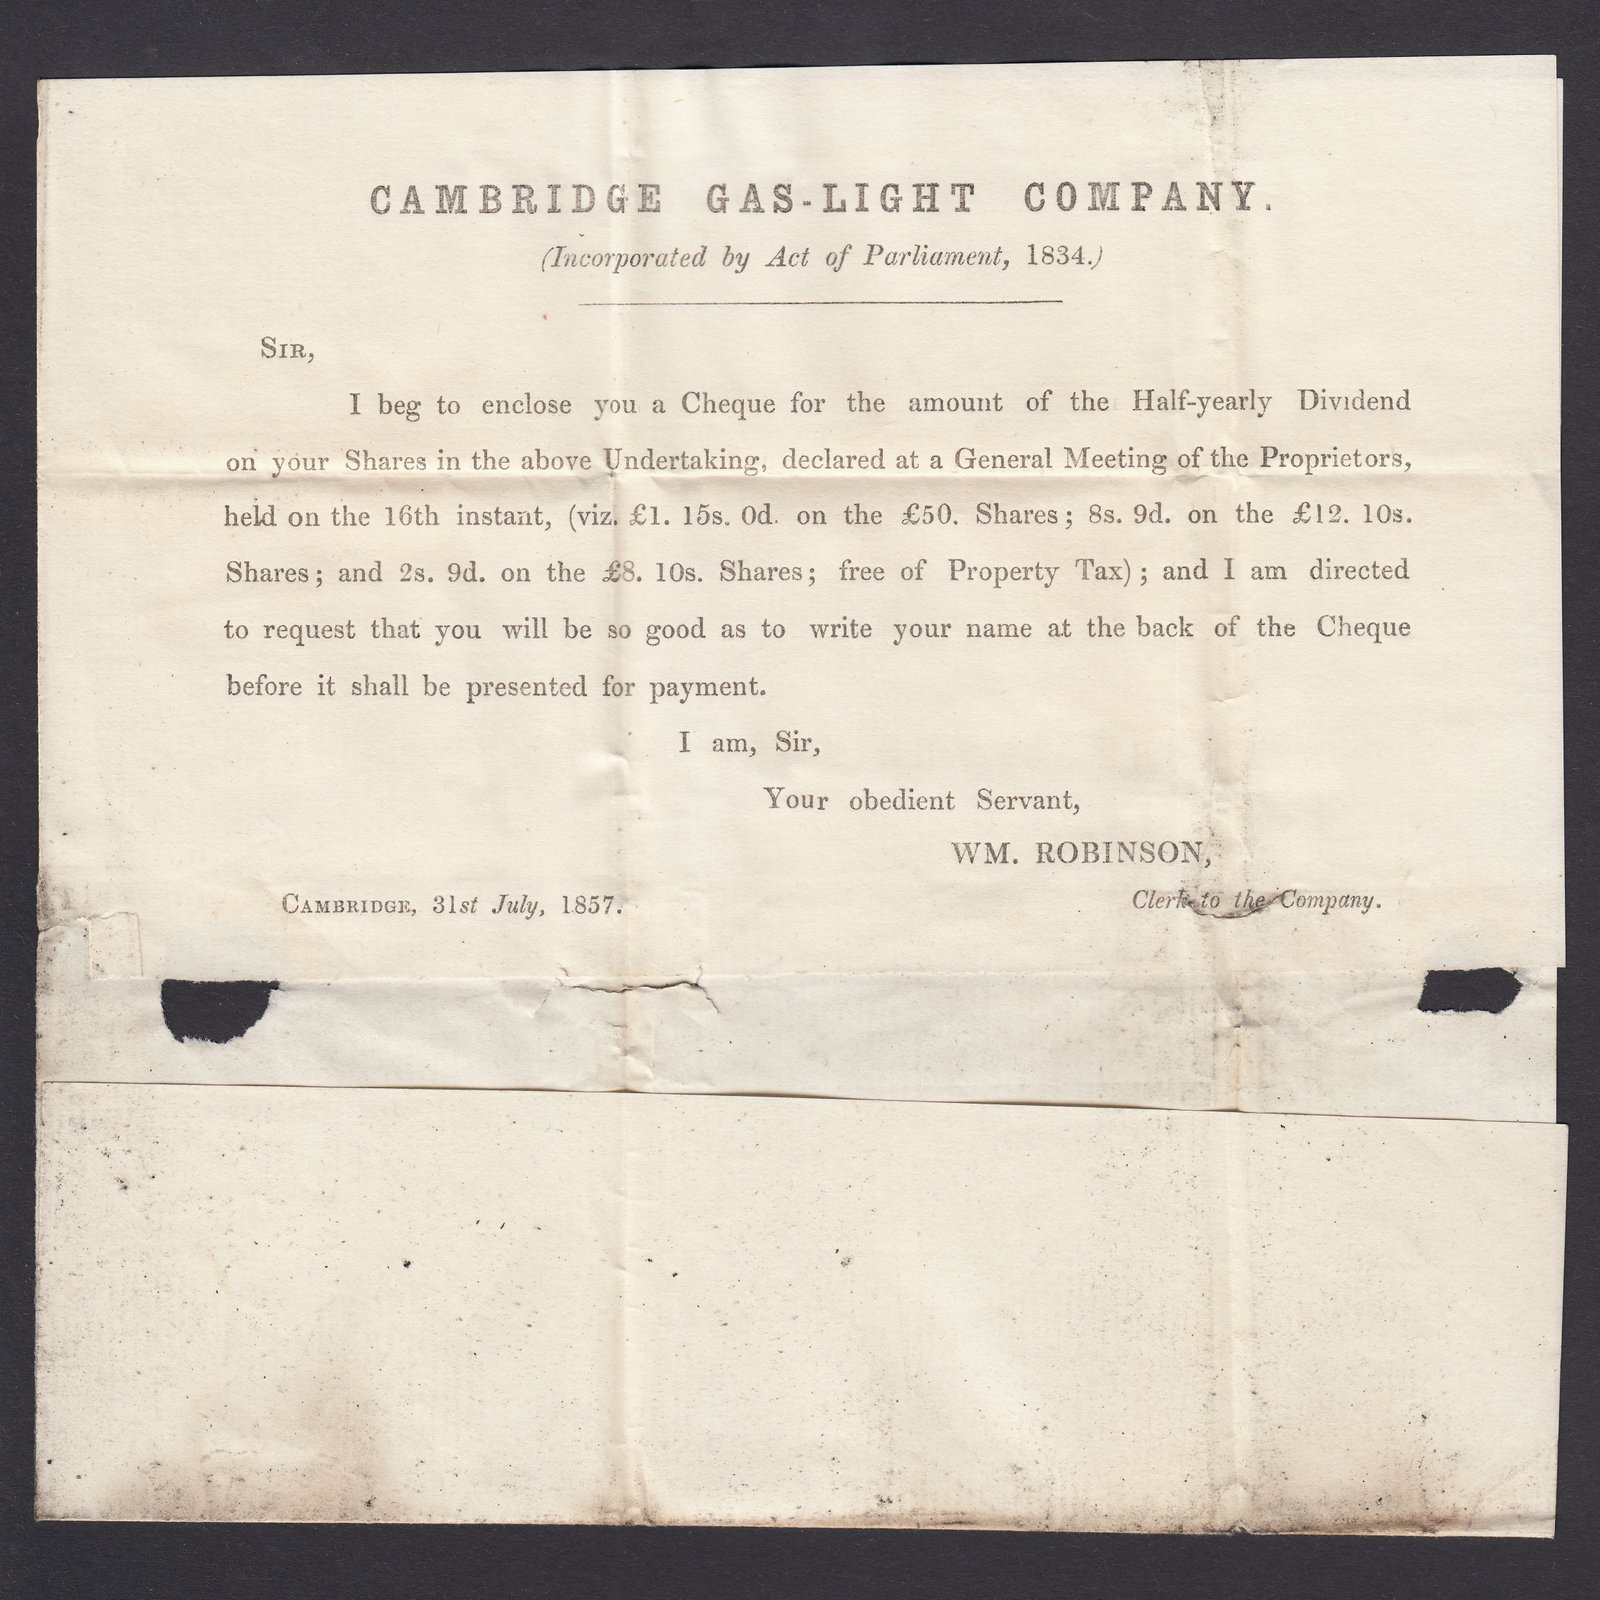 CAMBRIDGE GAS-LIGHT COMPANY.
(Incorporated by Act of Parliament, 1834.)
SIR,
I beg to enclose you a Cheque for the amount of the Half-yearly Dividend
on your Shares in the above Undertaking, declared at a General Meeting of the Proprietors,
held on the 16th instant, (viz. £1. 15s. 0d. on the £50. Shares; 8s. 9d. on the £12. 10s.
Shares; and 2s. 9d. on the £8. 10s. Shares; free of Property Tax); and I am directed
to request that you will be so good as to write your name at the back of the Cheque
before it shall be presented for payment.
I am, Sir,
Your obedient Servant,
WM. ROBINSON,
Clerk to the Company.
CAMBRIDGE, 31st July, 1857.